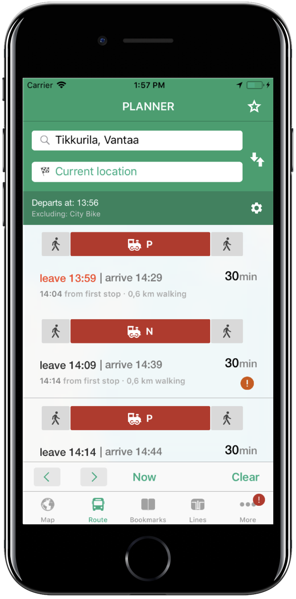 Carrier 1:57 PM
PLANNER
Tikkurila, Vantaa
Current location
Departs at: 13:56
Excluding: City Bike
P
leave 13:59 | arrive 14:29 30min
14:04 from first stop · 0,6 km walking
N
leave 14:09 | arrive 14:39 30min
14:14 from first stop · 0,6 km walking
!
P
leave 14:14 | arrive 14:44 30min
< > Now Clear
!
Map Route Bookmarks Lines More